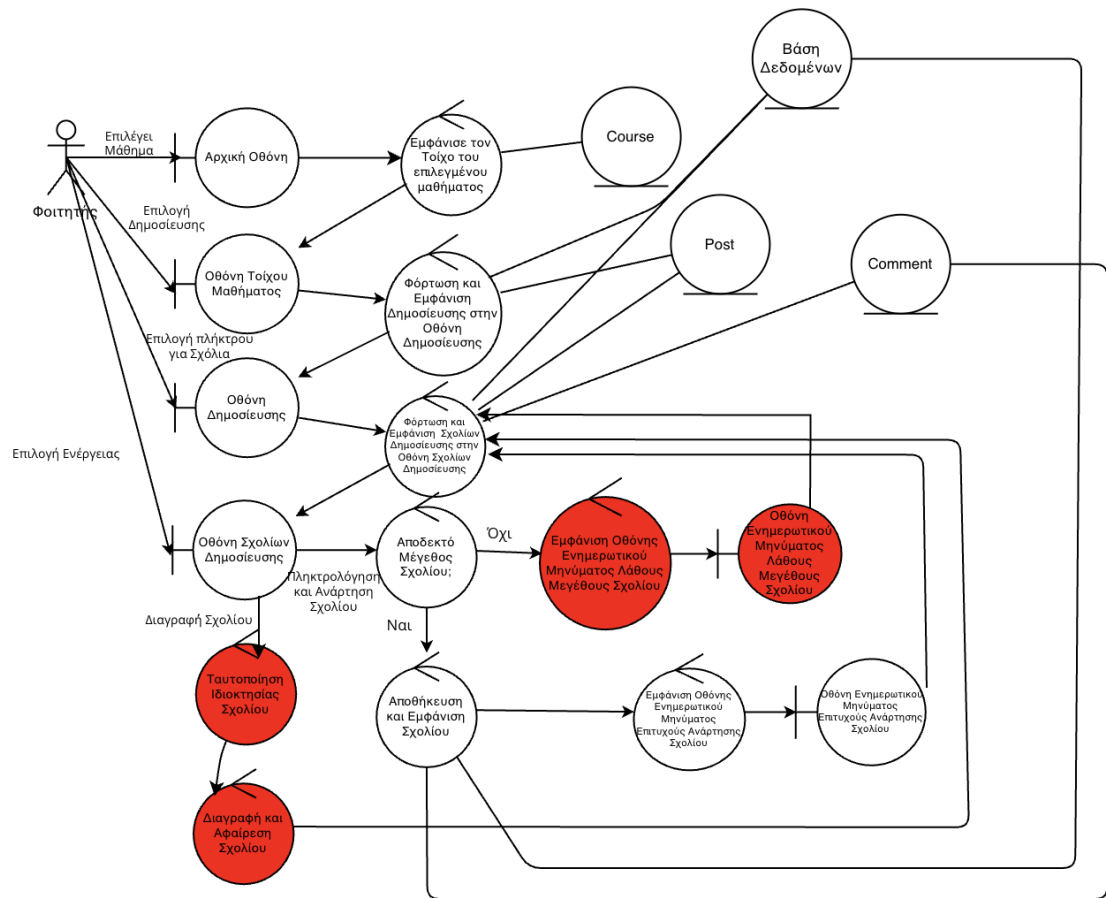 Βάση
Δεδομένων
Επιλέγει
Μάθημα
Αρχική Οθόνη
Εμφάνισε τον
Τοίχο του
επιλεγμένου
μαθήματος
Course
Φοιτητής
Επιλογή
Δημοσίευσης
Οθόνη Τοίχου
Μαθήματος
Φόρτωση και
Εμφάνιση
Δημοσίευσης στην
Οθόνη
Δημοσίευσης
Post
Comment
Επιλογή πλήκτρου
για Σχόλια
Οθόνη
Δημοσίευσης
Φόρτωση και
Εμφάνιση Σχολίων
Δημοσίευσης στην
Οθόνη Σχολίων
Δημοσίευσης
Επιλογή Ενέργειας
Οθόνη Σχολίων
Δημοσίευσης
Πληκτρολόγηση
και Ανάρτηση
Σχολίου
Αποδεκτό
Μέγεθος
Σχολίου;
Όχι
Εμφάνιση Οθόνης
Ενημερωτικού
Μηνύματος Λάθους
Μεγέθους Σχολίου
Οθόνη
Ενημερωτικού
Μηνύματος
Λάθους
Μεγέθους
Σχολίου
Διαγραφή Σχολίου
Ναι
Ταυτοποίηση
Ιδιοκτησίας
Σχολίου
Αποθήκευση
και Εμφάνιση
Σχολίου
Εμφάνιση Οθόνης
Ενημερωτικού
Μηνύματος
Επιτυχούς Ανάρτησης
Σχολίου
Οθόνη Ενημερωτικού
Μηνύματος
Επιτυχούς Ανάρτησης
Σχολίου
Διαγραφή και
Αφαίρεση
Σχολίου